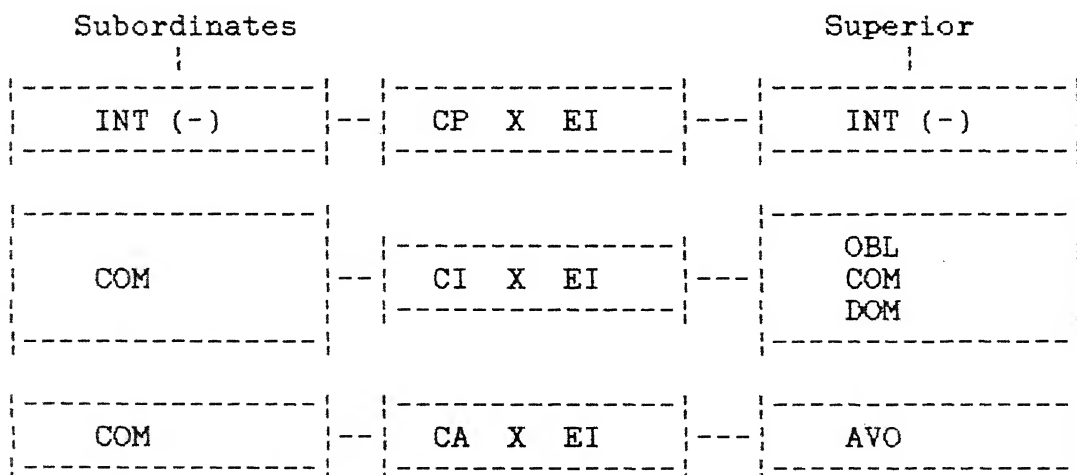 Subordinates Superior
INT (-) CP X EI INT (-)
OBL
COM CI X EI COM
DOM
COM CA X EI AVO